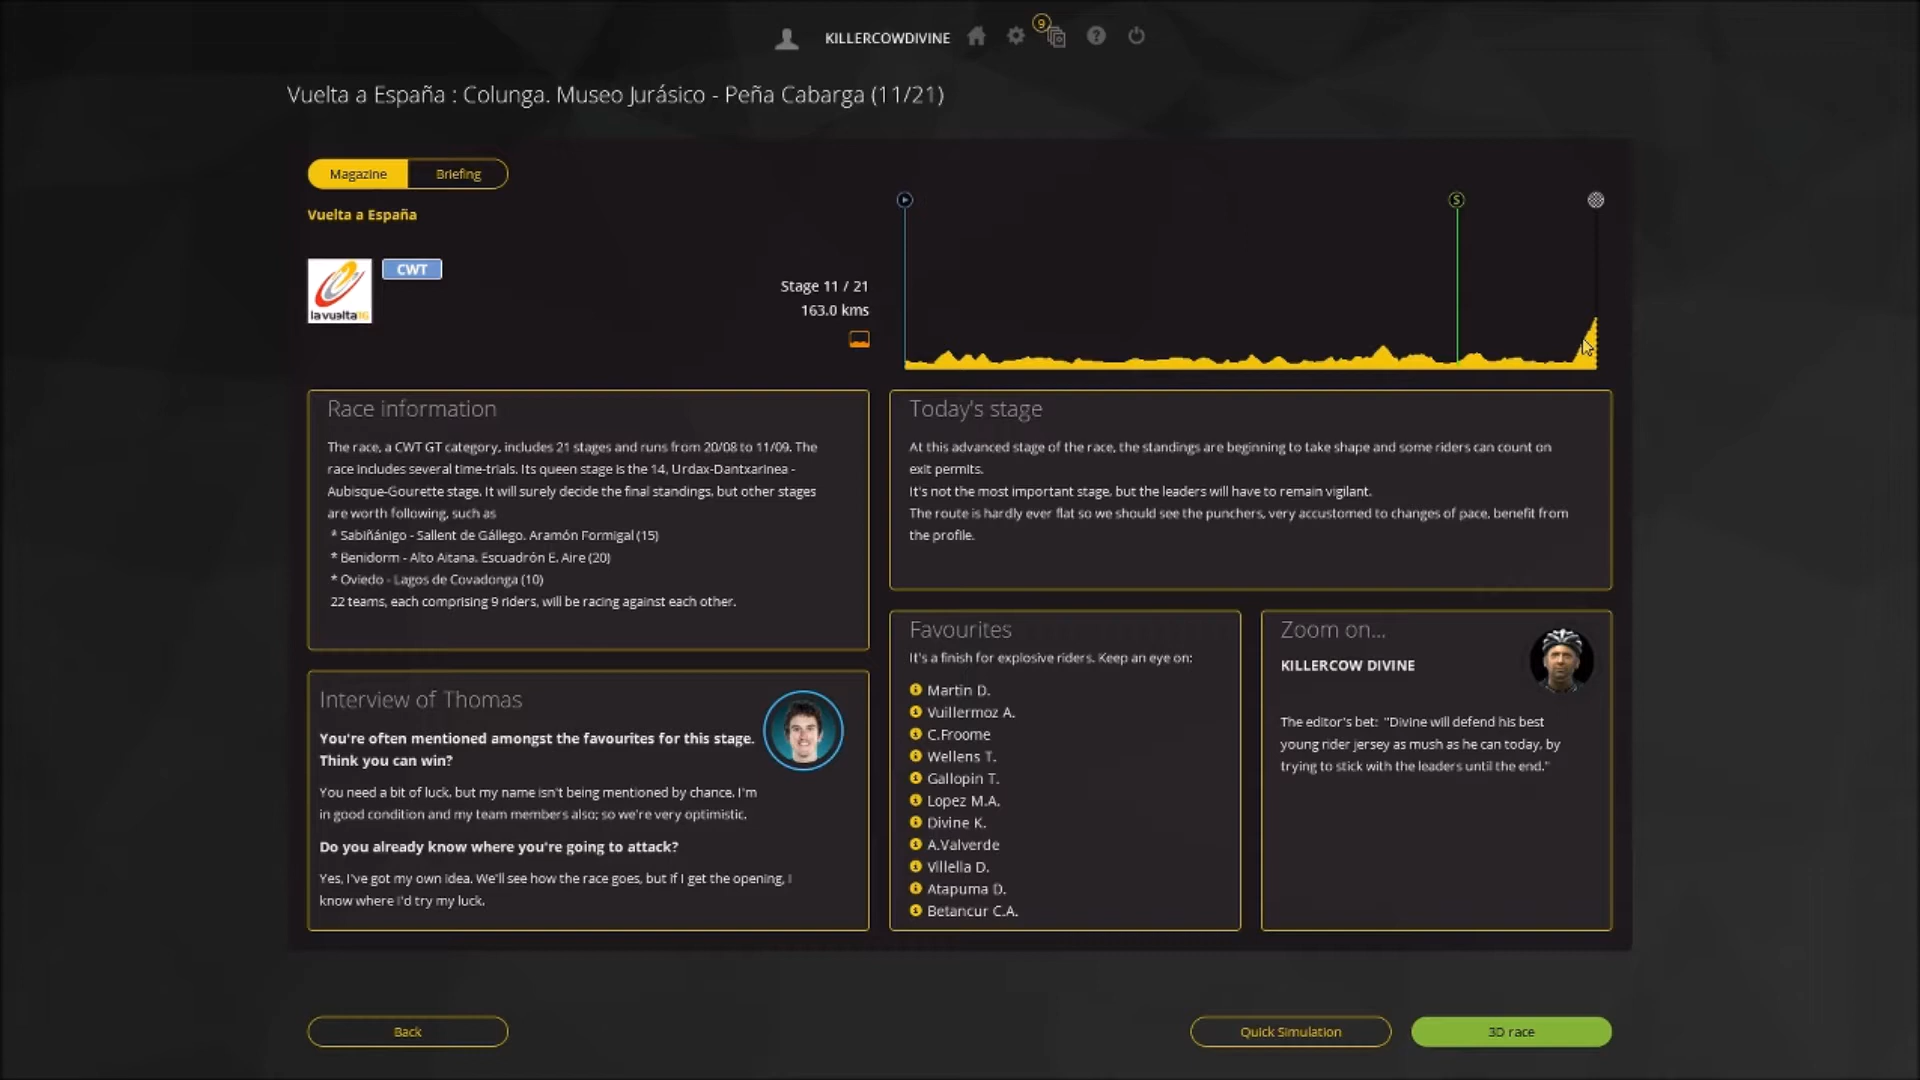 KILLERCOWDIVINE
9
Vuelta a España : Colunga. Museo Jurásico - Peña Cabarga (11/21)
Magazine
Briefing
Vuelta a España
la vuelta16
CWT
Stage 11 / 21
163.0 kms
S
Race information
The race, a CWT GT category, includes 21 stages and runs from 20/08 to 11/09. The
race includes several time-trials. Its queen stage is the 14, Urdax-Dantxarinea -
Aubisque-Gourette stage. It will surely decide the final standings, but other stages
are worth following, such as
* Sabiñánigo - Sallent de Gállego. Aramón Formigal (15)
* Benidorm - Alto Aitana. Escuadrón E. Aire (20)
* Oviedo - Lagos de Covadonga (10)
22 teams, each comprising 9 riders, will be racing against each other.
Today's stage
At this advanced stage of the race, the standings are beginning to take shape and some riders can count on
exit permits.
It's not the most important stage, but the leaders will have to remain vigilant.
The route is hardly ever flat so we should see the punchers, very accustomed to changes of pace, benefit from
the profile.
Interview of Thomas
You're often mentioned amongst the favourites for this stage.
Think you can win?
You need a bit of luck, but my name isn't being mentioned by chance. I'm
in good condition and my team members also; so we're very optimistic.
Do you already know where you're going to attack?
Yes, I've got my own idea. We'll see how the race goes, but if I get the opening, I
know where I'd try my luck.
Favourites
It's a finish for explosive riders. Keep an eye on:
Martin D.
Vuillermoz A.
C.Froome
Wellens T.
Gallopin T.
Lopez M.A.
Divine K.
A.Valverde
Villella D.
Atapuma D.
Betancur C.A.
Zoom on...
KILLERCOW DIVINE
The editor's bet: "Divine will defend his best
young rider jersey as mush as he can today, by
trying to stick with the leaders until the end."
Back
Quick Simulation
3D race